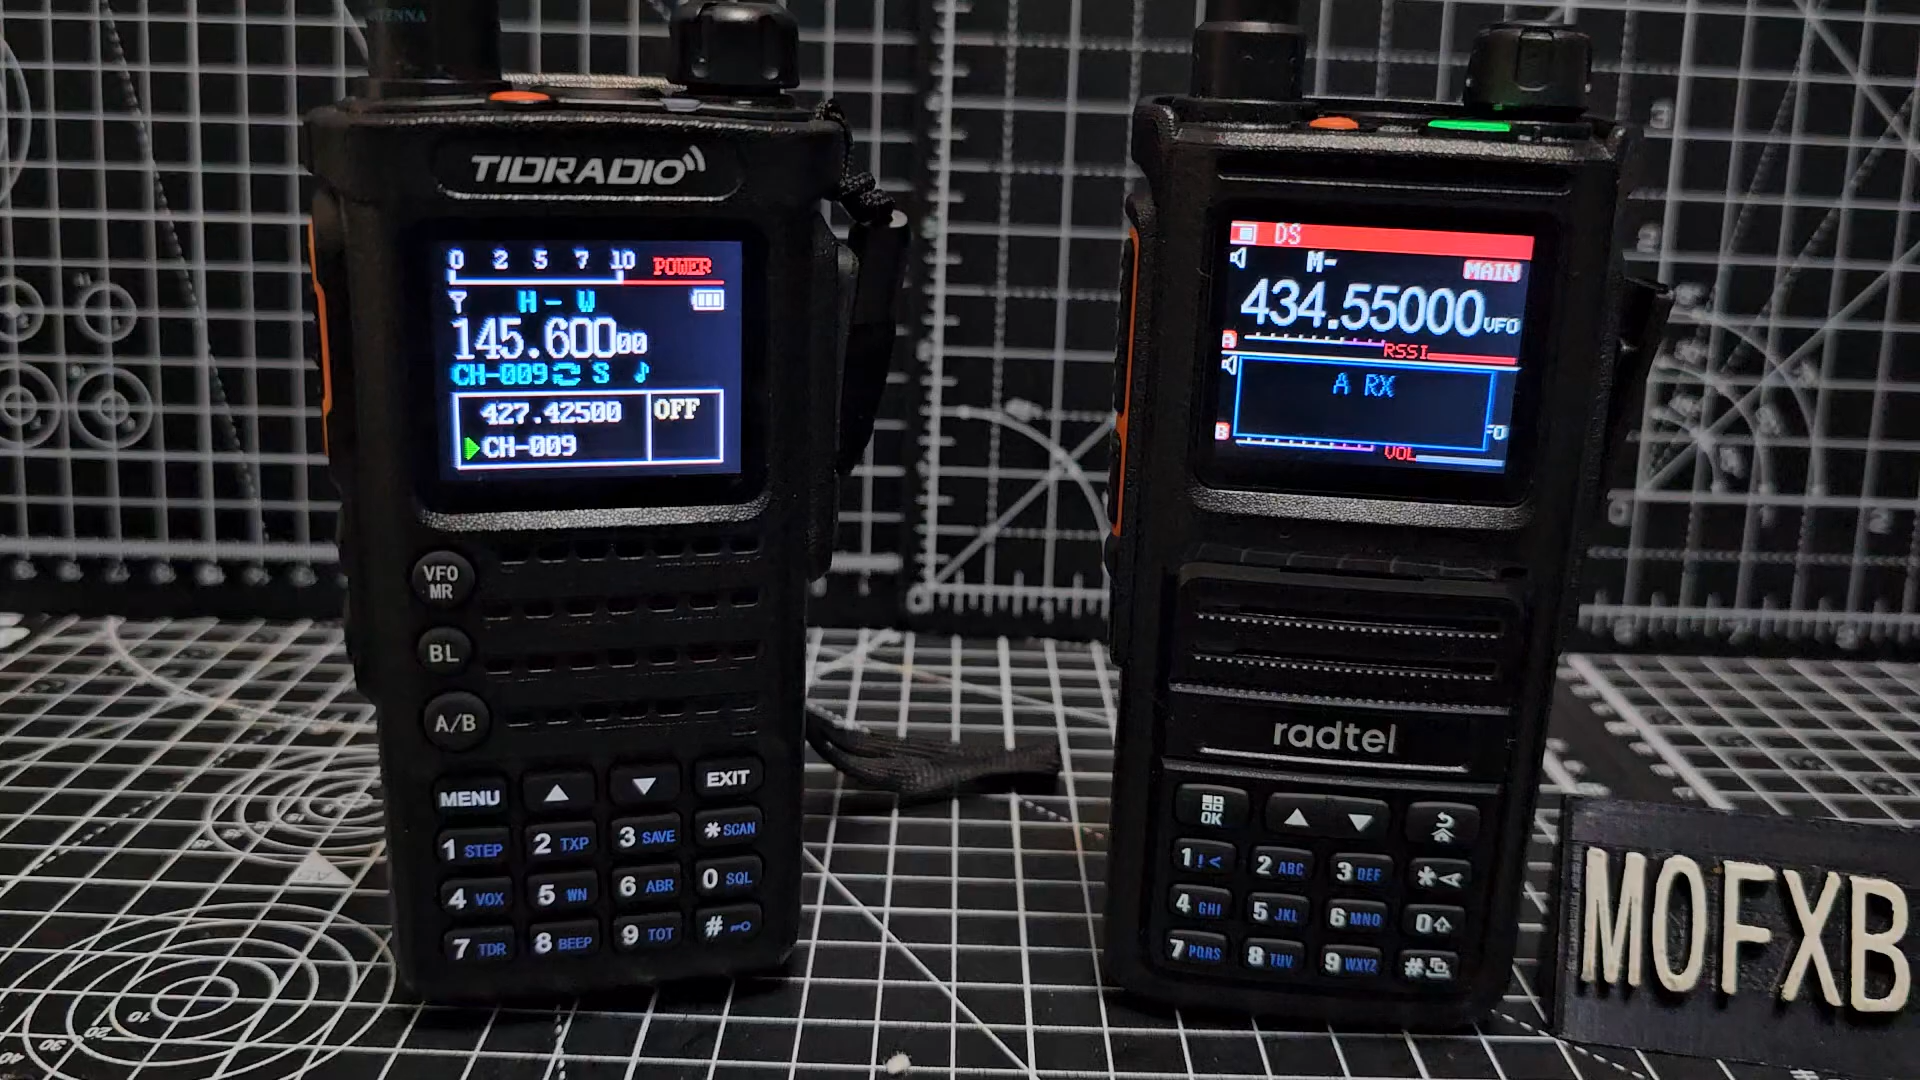 TIDRADIO
0 2 5 7 10 POWER
H - W
145.60000
CH-009 S
427.42500 OFF
CH-009
VFO
MR
BL
A/B
MENU EXIT
1 STEP 2 TXP 3 SAVE * SCAN
4 VOX 5 WN 6 ABR 0 SQL
7 TDR 8 BEEP 9 TOT #
DS
M- MAIN
434.55000 VFO
A RSSI
A RX
B VOL
radtel
OK
1 !< 2 ABC 3 DEF *
4 GHI 5 JKL 6 MNO 0
7 PQRS 8 TUV 9 WXYZ #
M0FXB